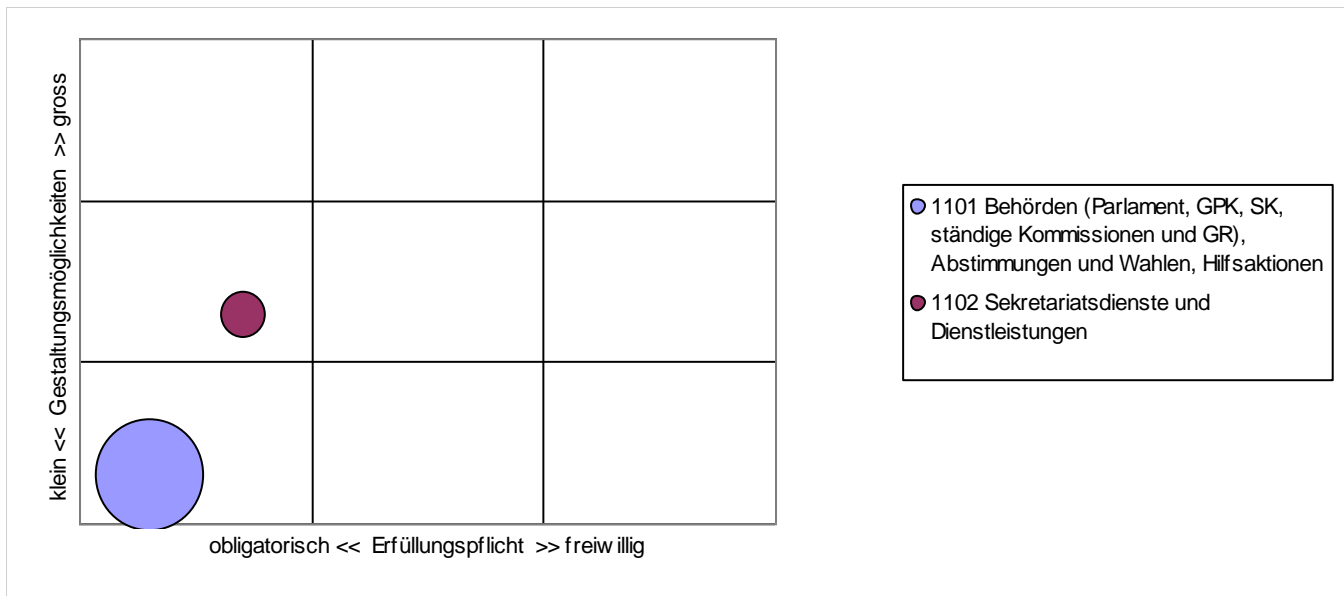 klein << Gestaltungsmöglichkeiten >> gross
obligatorisch << Erfüllungspflicht >> freiwillig
1101 Behörden (Parlament, GPK, SK,
ständige Kommissionen und GR),
Abstimmungen und Wahlen, Hilfsaktionen
1102 Sekretariatsdienste und
Dienstleistungen